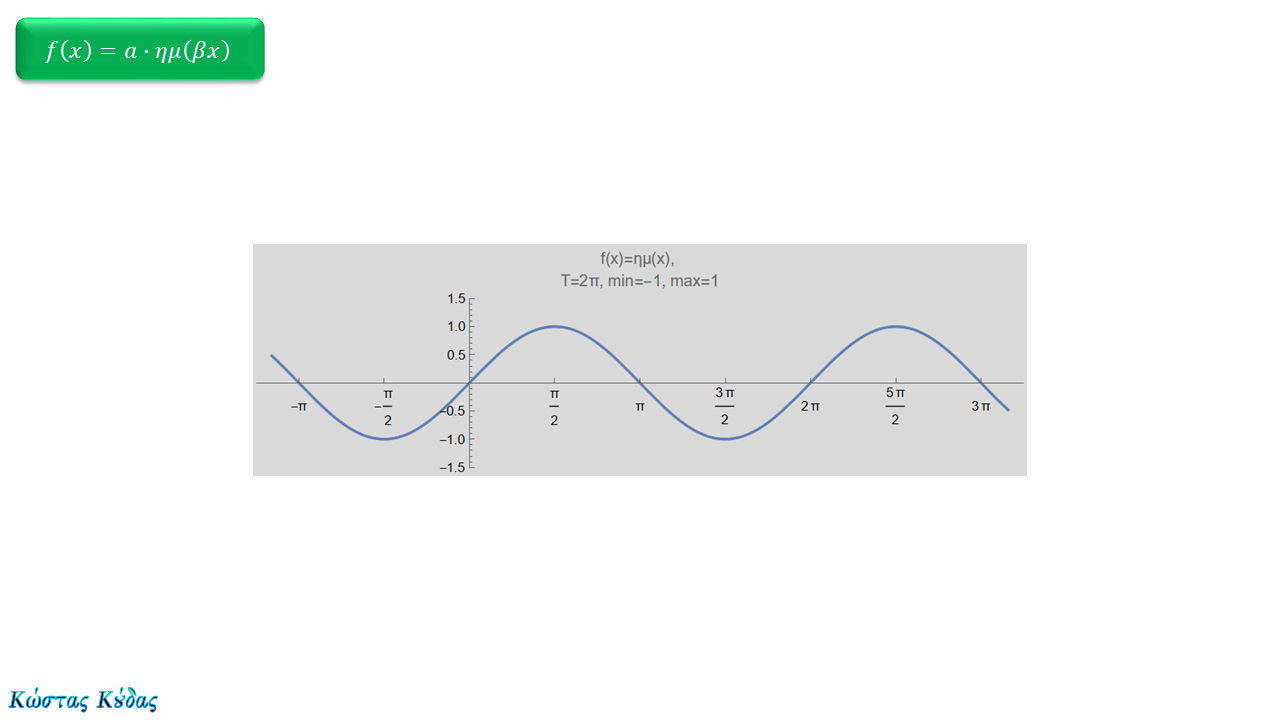 f(x) = a · ημ(βx)
f(x)=ημ(x),
T=2π, min=−1, max=1
1.5
1.0
0.5
−0.5
−1.0
−1.5
−π
−π/2
π/2
π
3π/2
2π
5π/2
3π
Κώστας Κύδας